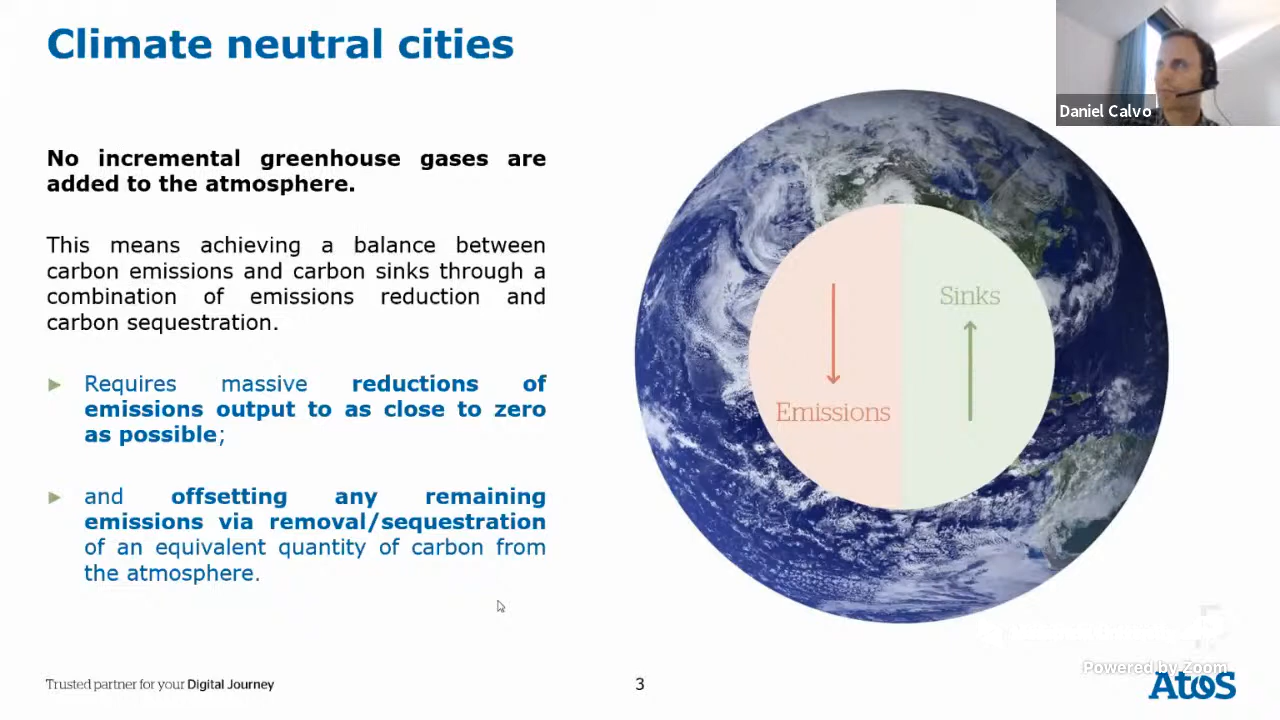 Climate neutral cities
Daniel Calvo
No incremental greenhouse gases are
added to the atmosphere.
This means achieving a balance between
carbon emissions and carbon sinks through a
combination of emissions reduction and
carbon sequestration.
Requires massive reductions of
emissions output to as close to zero
as possible;
and offsetting any remaining
emissions via removal/sequestration
of an equivalent quantity of carbon from
the atmosphere.
Sinks
Emissions
Powered by Zoom
Trusted partner for your Digital Journey
3
Atos